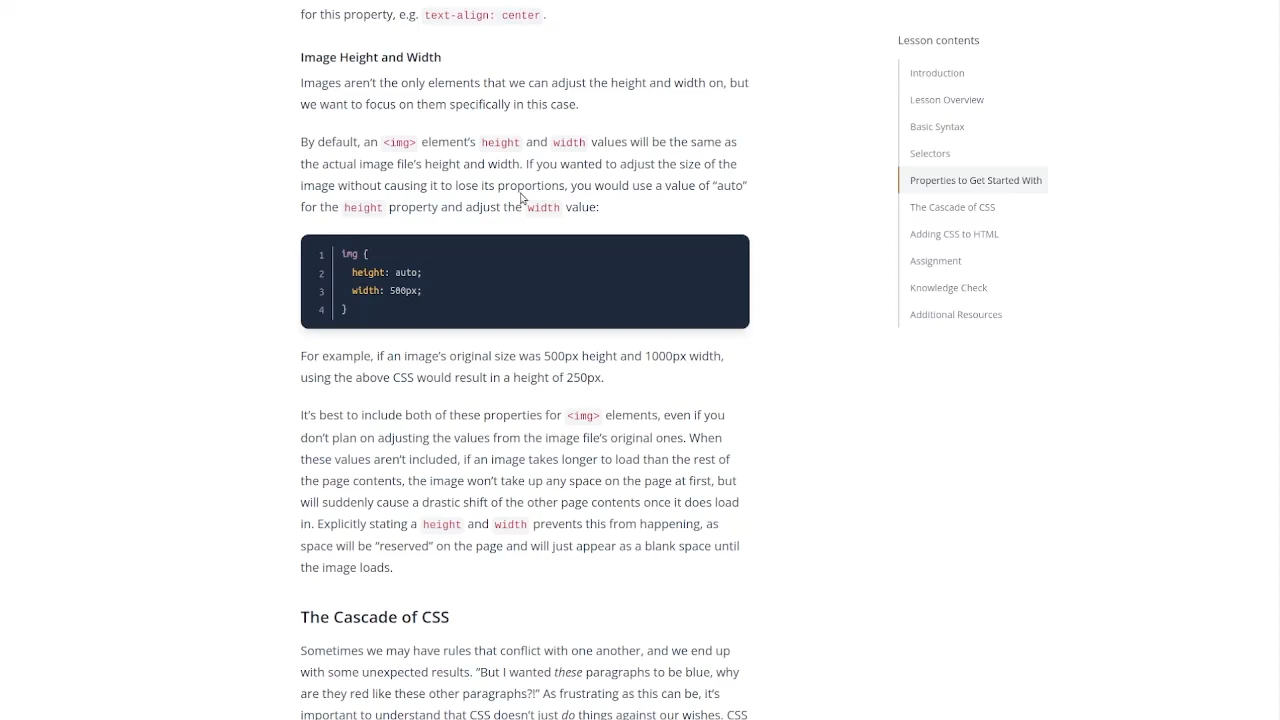 for this property, e.g. text-align: center.
Image Height and Width
Images aren’t the only elements that we can adjust the height and width on, but
we want to focus on them specifically in this case.
By default, an <img> element’s height and width values will be the same as
the actual image file’s height and width. If you wanted to adjust the size of the
image without causing it to lose its proportions, you would use a value of “auto”
for the height property and adjust the width value:
1 img {
2 height: auto;
3 width: 500px;
4 }
For example, if an image’s original size was 500px height and 1000px width,
using the above CSS would result in a height of 250px.
It’s best to include both of these properties for <img> elements, even if you
don’t plan on adjusting the values from the image file’s original ones. When
these values aren’t included, if an image takes longer to load than the rest of
the page contents, the image won’t take up any space on the page at first, but
will suddenly cause a drastic shift of the other page contents once it does load
in. Explicitly stating a height and width prevents this from happening, as
space will be “reserved” on the page and will just appear as a blank space until
the image loads.
The Cascade of CSS
Sometimes we may have rules that conflict with one another, and we end up
with some unexpected results. “But I wanted these paragraphs to be blue, why
are they red like these other paragraphs?!” As frustrating as this can be, it’s
important to understand that CSS doesn’t just do things against our wishes. CSS
Lesson contents
Introduction
Lesson Overview
Basic Syntax
Selectors
Properties to Get Started With
The Cascade of CSS
Adding CSS to HTML
Assignment
Knowledge Check
Additional Resources